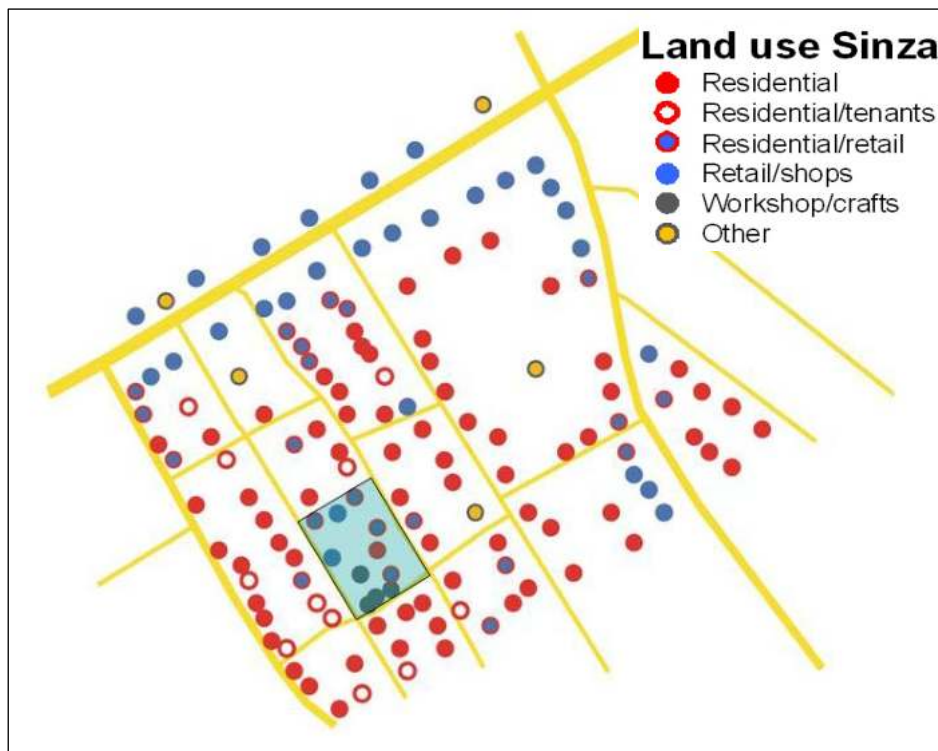 Land use Sinza
Residential
Residential/tenants
Residential/retail
Retail/shops
Workshop/crafts
Other